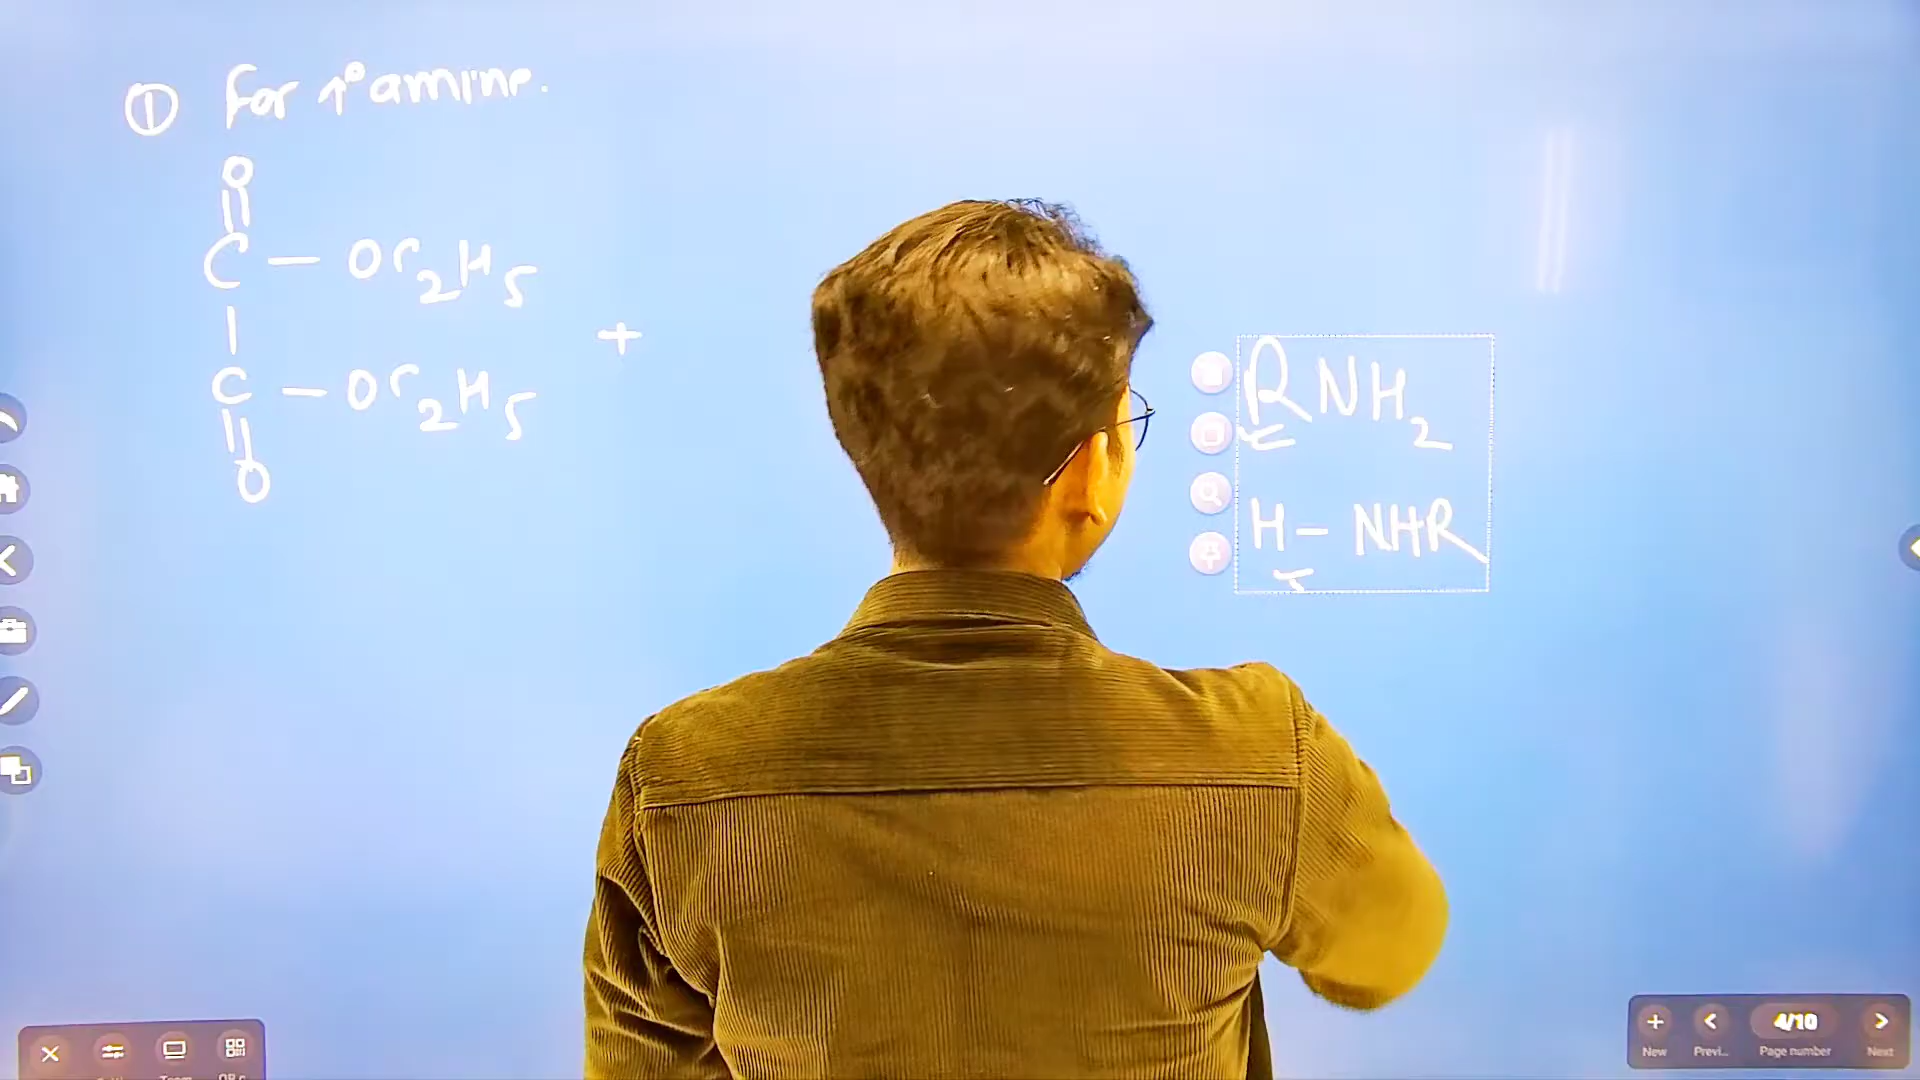 ① For 1° amine.
O
||
C — OC2H5
|
+
C — OC2H5
||
O
RNH2
H — NHR
4/10
New Previ... Page number Next